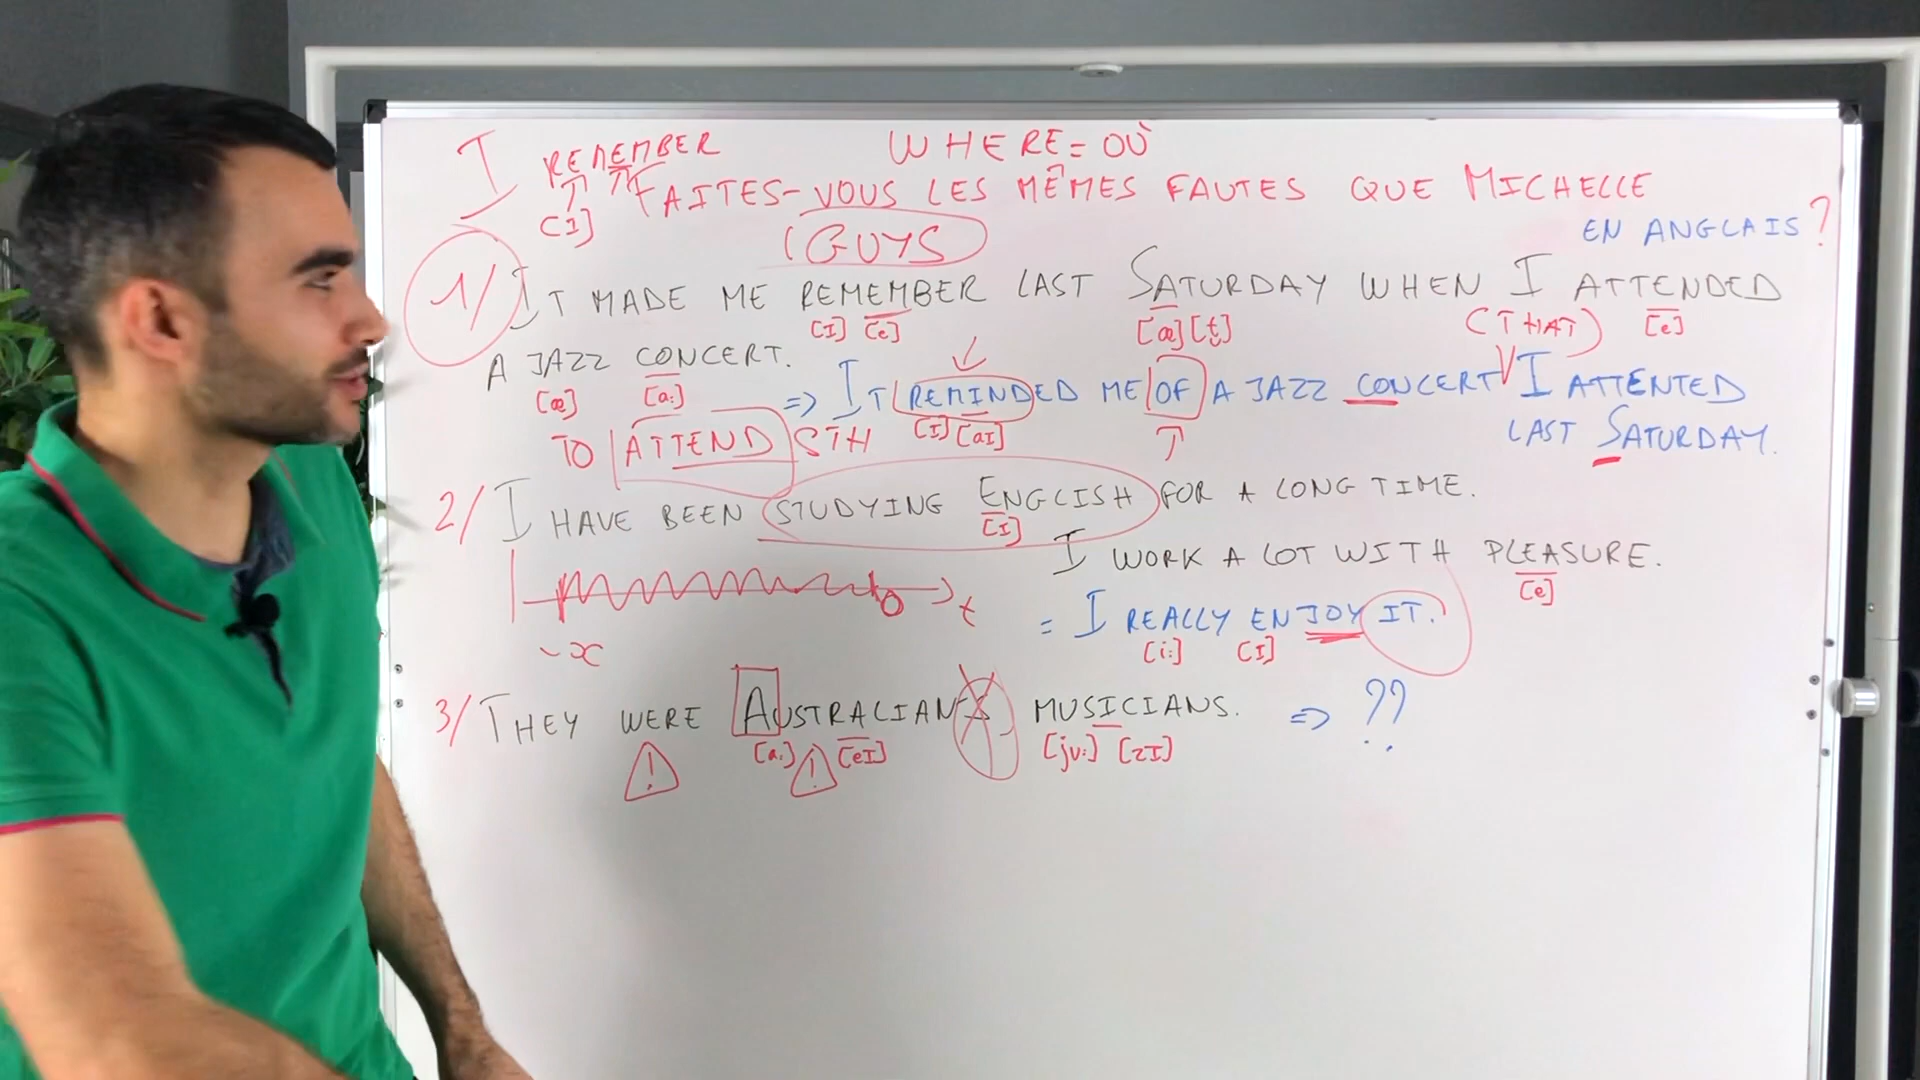 I REMEMBER WHERE = OÙ
[I]
FAITES-VOUS LES MÊMES FAUTES QUE MICHELLE
EN ANGLAIS ?
(GUYS
1/ IT MADE ME REMEMBER LAST SATURDAY WHEN I ATTENDED
[I] [e] [æ] [t] (THAT) [e]
A JAZZ CONCERT. => IT REMINDED ME OF A JAZZ CONCERT I ATTENTED
[æ] [a:] [I] [aI] LAST SATURDAY.
TO ATTEND STH
2/ I HAVE BEEN STUDYING ENGLISH FOR A LONG TIME.
[I]
I WORK A LOT WITH PLEASURE.
[e]
= I REALLY ENJOY IT.
[i:] [I]
t
-x
3/ THEY WERE AUSTRALIANS MUSICIANS. => ??
! [a:] ! [eI] [ju:] [zI]